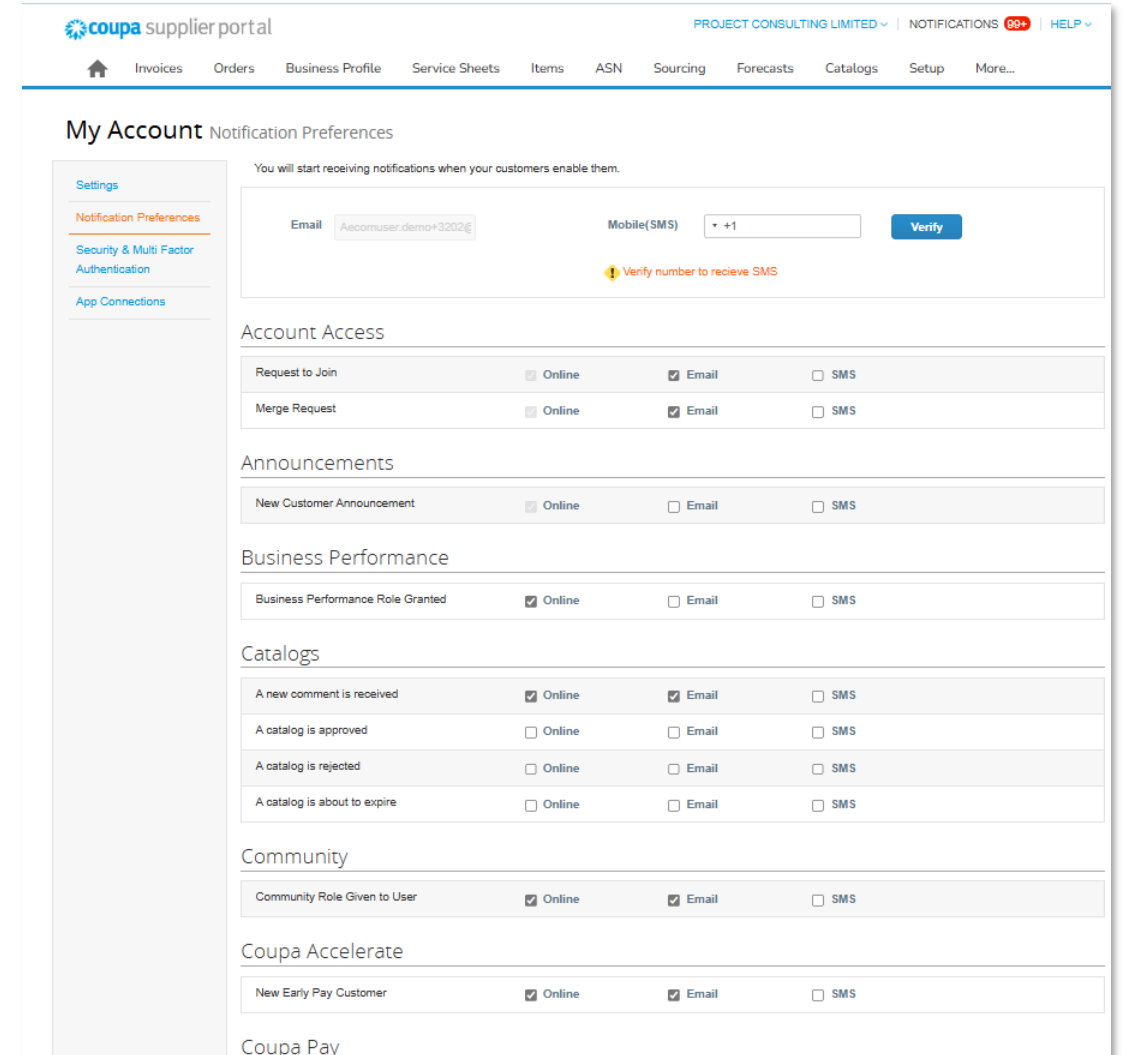 coupa supplier portal
PROJECT CONSULTING LIMITED NOTIFICATIONS 99+ HELP
Invoices Orders Business Profile Service Sheets Items ASN Sourcing Forecasts Catalogs Setup More...
My Account Notification Preferences
You will start receiving notifications when your customers enable them.
Settings
Notification Preferences
Security & Multi Factor
Authentication
App Connections
Email Aecomuser.demo+3202@ Mobile(SMS) +1 Verify
Verify number to recieve SMS
Account Access
Request to Join Online Email SMS
Merge Request Online Email SMS
Announcements
New Customer Announcement Online Email SMS
Business Performance
Business Performance Role Granted Online Email SMS
Catalogs
A new comment is received Online Email SMS
A catalog is approved Online Email SMS
A catalog is rejected Online Email SMS
A catalog is about to expire Online Email SMS
Community
Community Role Given to User Online Email SMS
Coupa Accelerate
New Early Pay Customer Online Email SMS
Coupa Pay